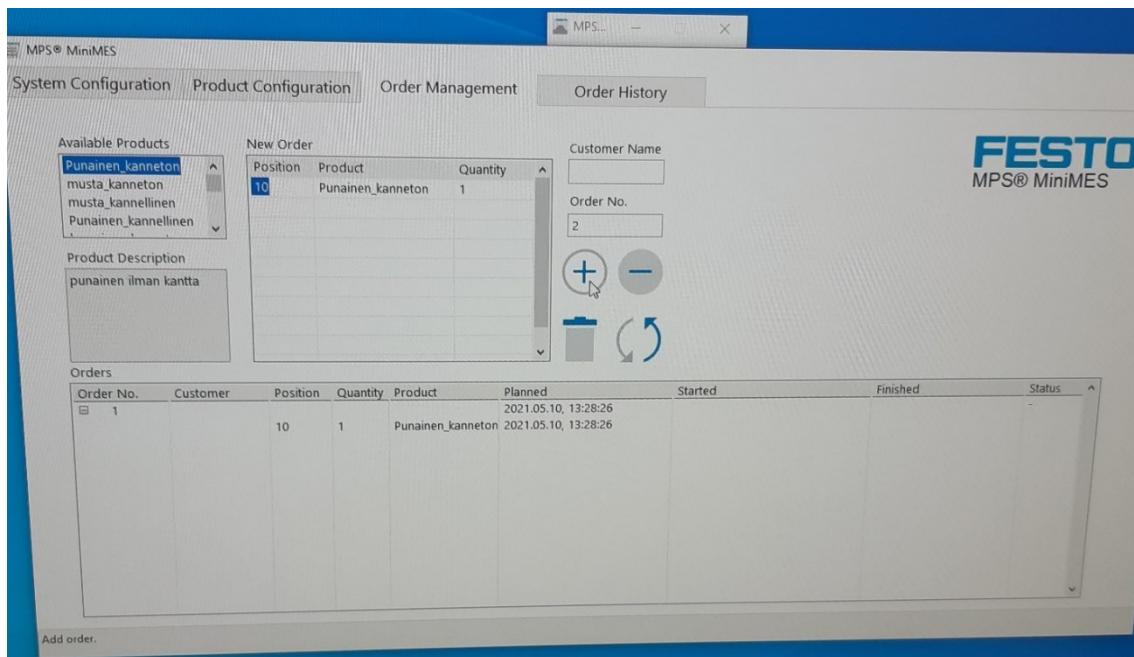 MPS...
MPS® MiniMES
System Configuration Product Configuration Order Management Order History
Available Products
Punainen_kanneton
musta_kanneton
musta_kannellinen
Punainen_kannellinen
Product Description
punainen ilman kantta
New Order
Position Product Quantity
10 Punainen_kanneton 1
Customer Name
Order No.
2
FESTO
MPS® MiniMES
Orders
Order No. Customer Position Quantity Product Planned Started Finished Status
1 2021.05.10, 13:28:26 -
10 1 Punainen_kanneton 2021.05.10, 13:28:26
Add order.